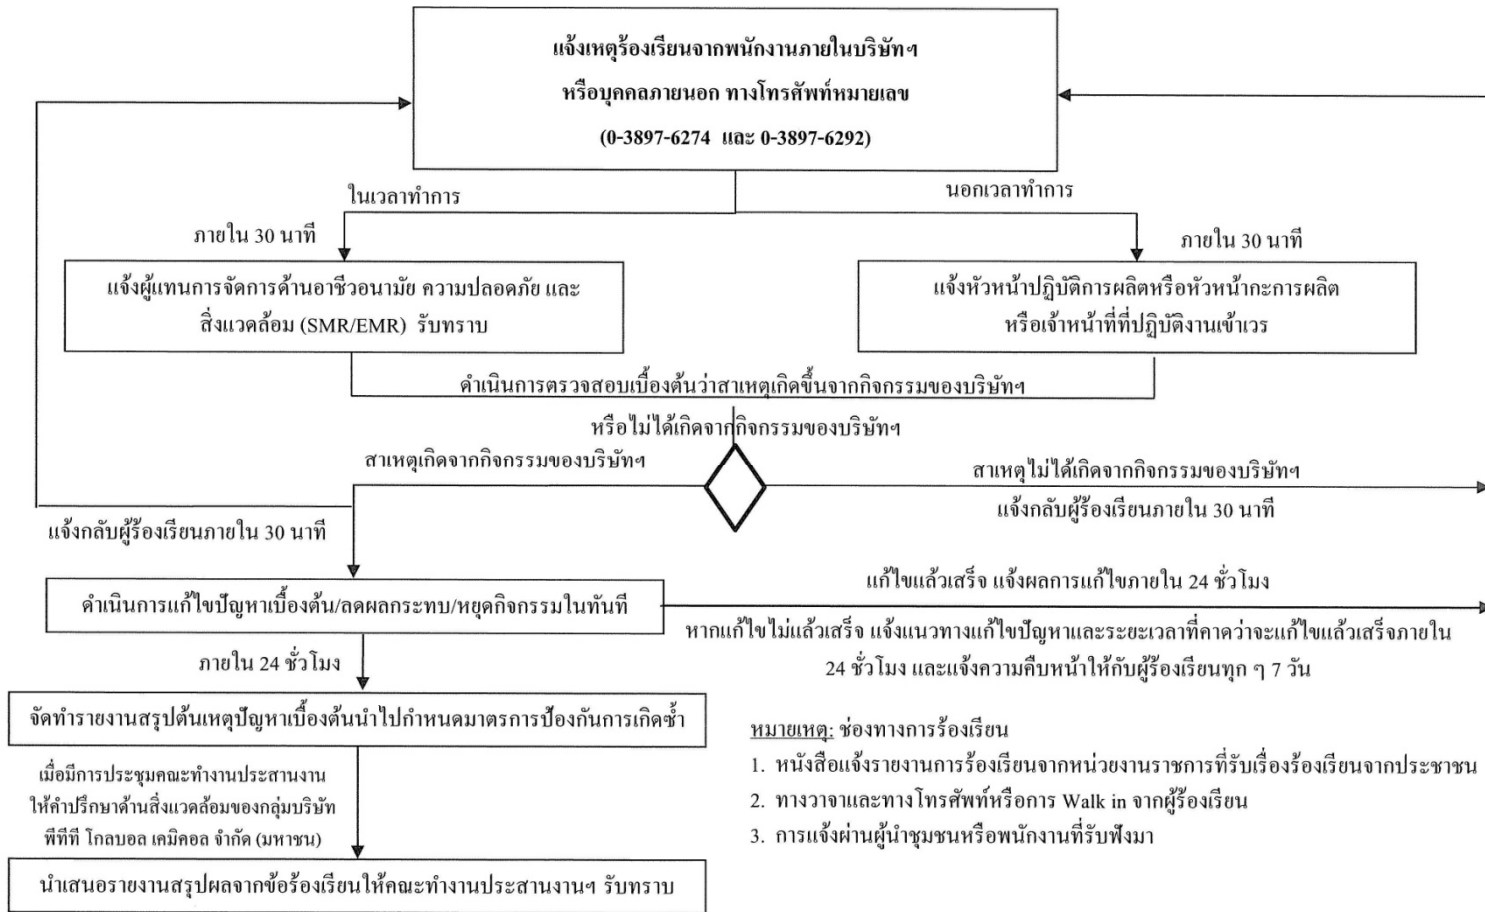 แจ้งเหตุร้องเรียนจากพนักงานภายในบริษัทฯ
หรือบุคคลภายนอก ทางโทรศัพท์หมายเลข
(0-3897-6274 และ 0-3897-6292)
ในเวลาทำการ
นอกเวลาทำการ
ภายใน 30 นาที
ภายใน 30 นาที
แจ้งผู้แทนการจัดการด้านอาชีวอนามัย ความปลอดภัย และ
สิ่งแวดล้อม (SMR/EMR) รับทราบ
แจ้งหัวหน้าปฏิบัติการผลิตหรือหัวหน้ากะการผลิต
หรือเจ้าหน้าที่ที่ปฏิบัติงานเข้าเวร
ดำเนินการตรวจสอบเบื้องต้นว่าสาเหตุเกิดขึ้นจากกิจกรรมของบริษัทฯ
หรือไม่ได้เกิดจากกิจกรรมของบริษัทฯ
สาเหตุเกิดจากกิจกรรมของบริษัทฯ
สาเหตุไม่ได้เกิดจากกิจกรรมของบริษัทฯ
แจ้งกลับผู้ร้องเรียนภายใน 30 นาที
แจ้งกลับผู้ร้องเรียนภายใน 30 นาที
ดำเนินการแก้ไขปัญหาเบื้องต้น/ลดผลกระทบ/หยุดกิจกรรมในทันที
แก้ไขแล้วเสร็จ แจ้งผลการแก้ไขภายใน 24 ชั่วโมง
หากแก้ไขไม่แล้วเสร็จ แจ้งแนวทางแก้ไขปัญหาและระยะเวลาที่คาดว่าจะแก้ไขแล้วเสร็จภายใน
24 ชั่วโมง และแจ้งความคืบหน้าให้กับผู้ร้องเรียนทุก ๆ 7 วัน
ภายใน 24 ชั่วโมง
จัดทำรายงานสรุปต้นเหตุปัญหาเบื้องต้นนำไปกำหนดมาตรการป้องกันการเกิดซ้ำ
เมื่อมีการประชุมคณะทำงานประสานงาน
ให้คำปรึกษาด้านสิ่งแวดล้อมของกลุ่มบริษัท
พีทีที โกลบอล เคมิคอล จำกัด (มหาชน)
นำเสนอรายงานสรุปผลจากข้อร้องเรียนให้คณะทำงานประสานงานฯ รับทราบ
หมายเหตุ: ช่องทางการร้องเรียน
1. หนังสือแจ้งรายงานการร้องเรียนจากหน่วยงานราชการที่รับเรื่องร้องเรียนจากประชาชน
2. ทางวาจาและทางโทรศัพท์หรือการ Walk in จากผู้ร้องเรียน
3. การแจ้งผ่านผู้นำชุมชนหรือพนักงานที่รับฟังมา